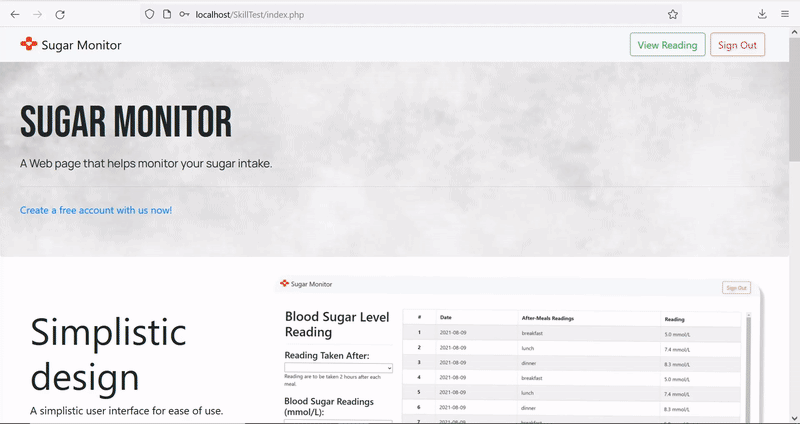 localhost/SkillTest/index.php
Sugar Monitor
View Reading
Sign Out
SUGAR MONITOR
A Web page that helps monitor your sugar intake.
Create a free account with us now!
Simplistic
design
A simplistic user interface for ease of use.
Sugar Monitor
Sign Out
Blood Sugar Level
Reading
Reading Taken After:
Reading are to be taken 2 hours after each
meal.
Blood Sugar Readings
(mmol/L):
# Date After-Meals Readings Reading
1 2021-08-09 breakfast 5.0 mmol/L
2 2021-08-09 lunch 7.4 mmol/L
3 2021-08-09 dinner 8.3 mmol/L
4 2021-08-09 breakfast 5.0 mmol/L
5 2021-08-09 lunch 7.4 mmol/L
6 2021-08-09 dinner 8.3 mmol/L
7 2021-08-09 breakfast 5.0 mmol/L